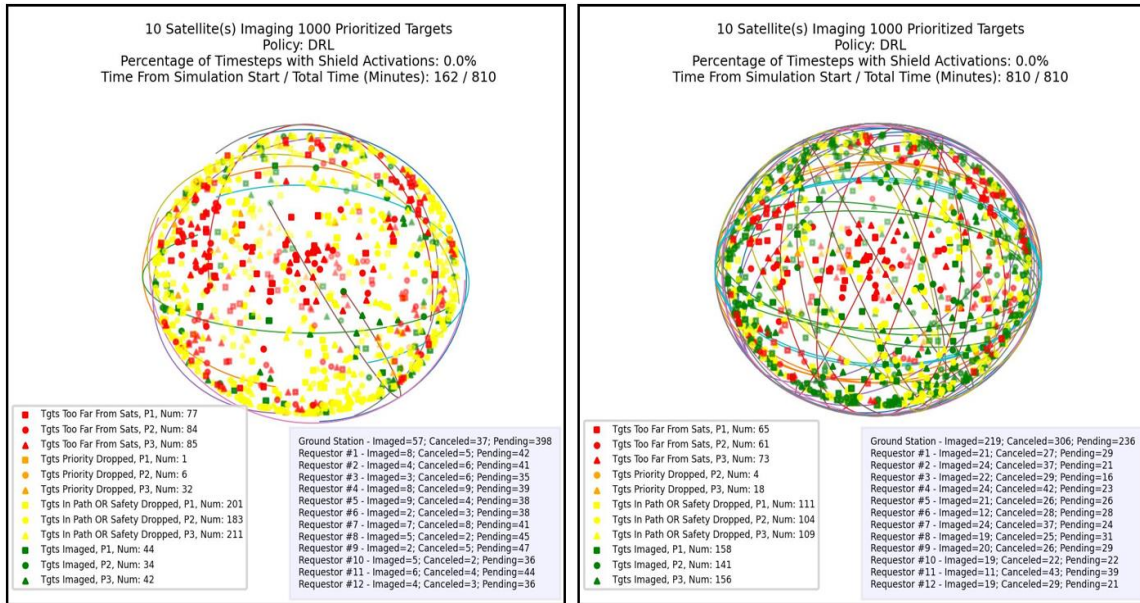 10 Satellite(s) Imaging 1000 Prioritized Targets
Policy: DRL
Percentage of Timesteps with Shield Activations: 0.0%
Time From Simulation Start / Total Time (Minutes): 162 / 810
Tgts Too Far From Sats, P1, Num: 77
Tgts Too Far From Sats, P2, Num: 84
Tgts Too Far From Sats, P3, Num: 85
Tgts Priority Dropped, P1, Num: 1
Tgts Priority Dropped, P2, Num: 6
Tgts Priority Dropped, P3, Num: 32
Tgts In Path OR Safety Dropped, P1, Num: 201
Tgts In Path OR Safety Dropped, P2, Num: 183
Tgts In Path OR Safety Dropped, P3, Num: 211
Tgts Imaged, P1, Num: 44
Tgts Imaged, P2, Num: 34
Tgts Imaged, P3, Num: 42
Ground Station - Imaged=57; Canceled=37; Pending=398
Requestor #1 - Imaged=8; Canceled=5; Pending=42
Requestor #2 - Imaged=4; Canceled=6; Pending=41
Requestor #3 - Imaged=3; Canceled=6; Pending=35
Requestor #4 - Imaged=8; Canceled=9; Pending=39
Requestor #5 - Imaged=9; Canceled=4; Pending=38
Requestor #6 - Imaged=2; Canceled=3; Pending=38
Requestor #7 - Imaged=7; Canceled=8; Pending=41
Requestor #8 - Imaged=5; Canceled=2; Pending=45
Requestor #9 - Imaged=2; Canceled=5; Pending=47
Requestor #10 - Imaged=5; Canceled=2; Pending=36
Requestor #11 - Imaged=6; Canceled=4; Pending=44
Requestor #12 - Imaged=4; Canceled=3; Pending=36
10 Satellite(s) Imaging 1000 Prioritized Targets
Policy: DRL
Percentage of Timesteps with Shield Activations: 0.0%
Time From Simulation Start / Total Time (Minutes): 810 / 810
Tgts Too Far From Sats, P1, Num: 65
Tgts Too Far From Sats, P2, Num: 61
Tgts Too Far From Sats, P3, Num: 73
Tgts Priority Dropped, P2, Num: 4
Tgts Priority Dropped, P3, Num: 18
Tgts In Path OR Safety Dropped, P1, Num: 111
Tgts In Path OR Safety Dropped, P2, Num: 104
Tgts In Path OR Safety Dropped, P3, Num: 109
Tgts Imaged, P1, Num: 158
Tgts Imaged, P2, Num: 141
Tgts Imaged, P3, Num: 156
Ground Station - Imaged=219; Canceled=306; Pending=236
Requestor #1 - Imaged=21; Canceled=27; Pending=29
Requestor #2 - Imaged=24; Canceled=37; Pending=21
Requestor #3 - Imaged=22; Canceled=29; Pending=16
Requestor #4 - Imaged=24; Canceled=42; Pending=23
Requestor #5 - Imaged=21; Canceled=26; Pending=26
Requestor #6 - Imaged=12; Canceled=28; Pending=28
Requestor #7 - Imaged=24; Canceled=37; Pending=24
Requestor #8 - Imaged=19; Canceled=25; Pending=31
Requestor #9 - Imaged=20; Canceled=26; Pending=29
Requestor #10 - Imaged=19; Canceled=22; Pending=22
Requestor #11 - Imaged=11; Canceled=43; Pending=39
Requestor #12 - Imaged=19; Canceled=29; Pending=21